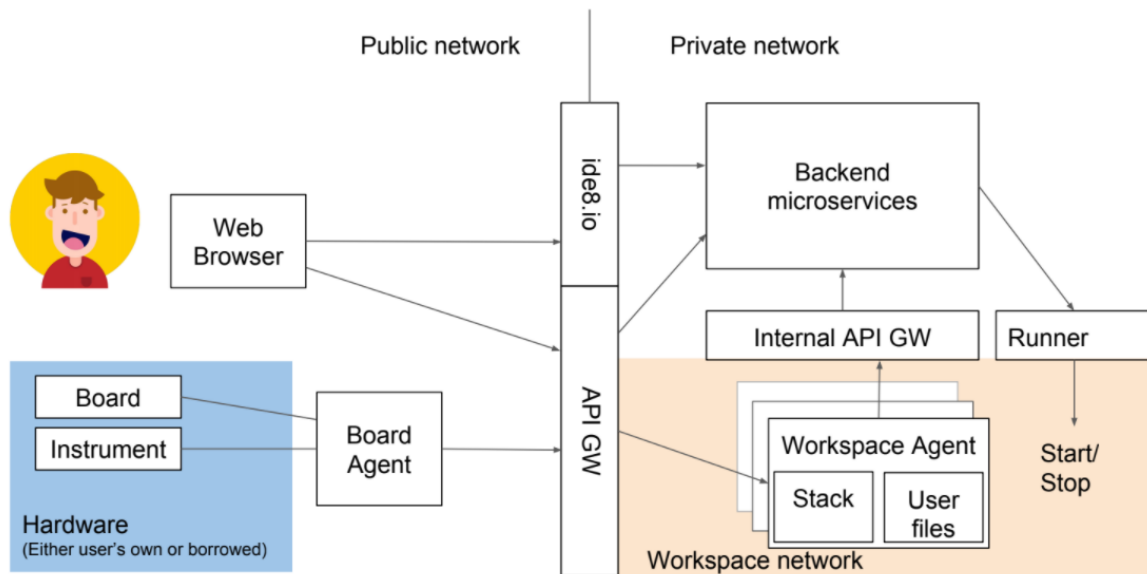 Public network
Private network
ide8.io
Backend
microservices
Web
Browser
Internal API GW
Runner
API GW
Board
Instrument
Board
Agent
Workspace Agent
Stack
User
files
Start/
Stop
Hardware
(Either user's own or borrowed)
Workspace network